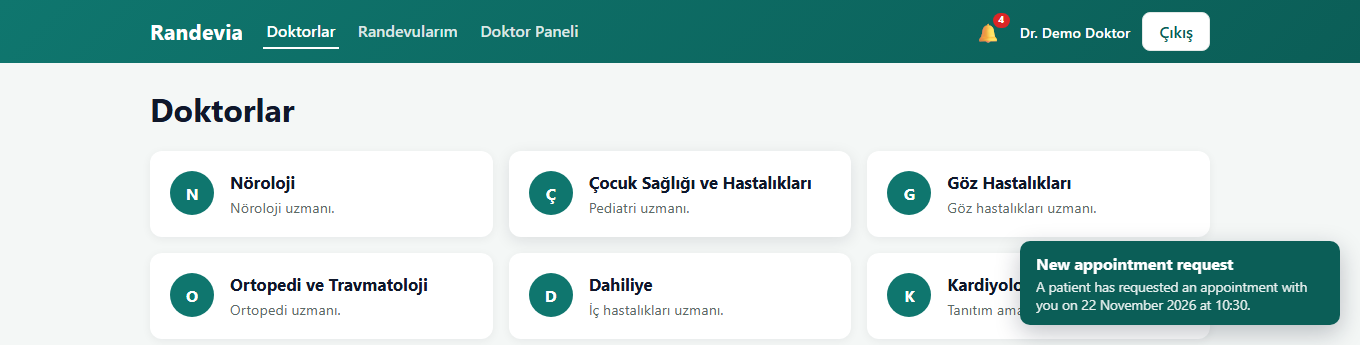 Randevia Doktorlar Randevularım Doktor Paneli 4 Dr. Demo Doktor Çıkış
Doktorlar
N Nöroloji
Nöroloji uzmanı.
Ç Çocuk Sağlığı ve Hastalıkları
Pediatri uzmanı.
G Göz Hastalıkları
Göz hastalıkları uzmanı.
O Ortopedi ve Travmatoloji
Ortopedi uzmanı.
D Dahiliye
İç hastalıkları uzmanı.
K
Tanıtım
New appointment request
A patient has requested an appointment with
you on 22 November 2026 at 10:30.